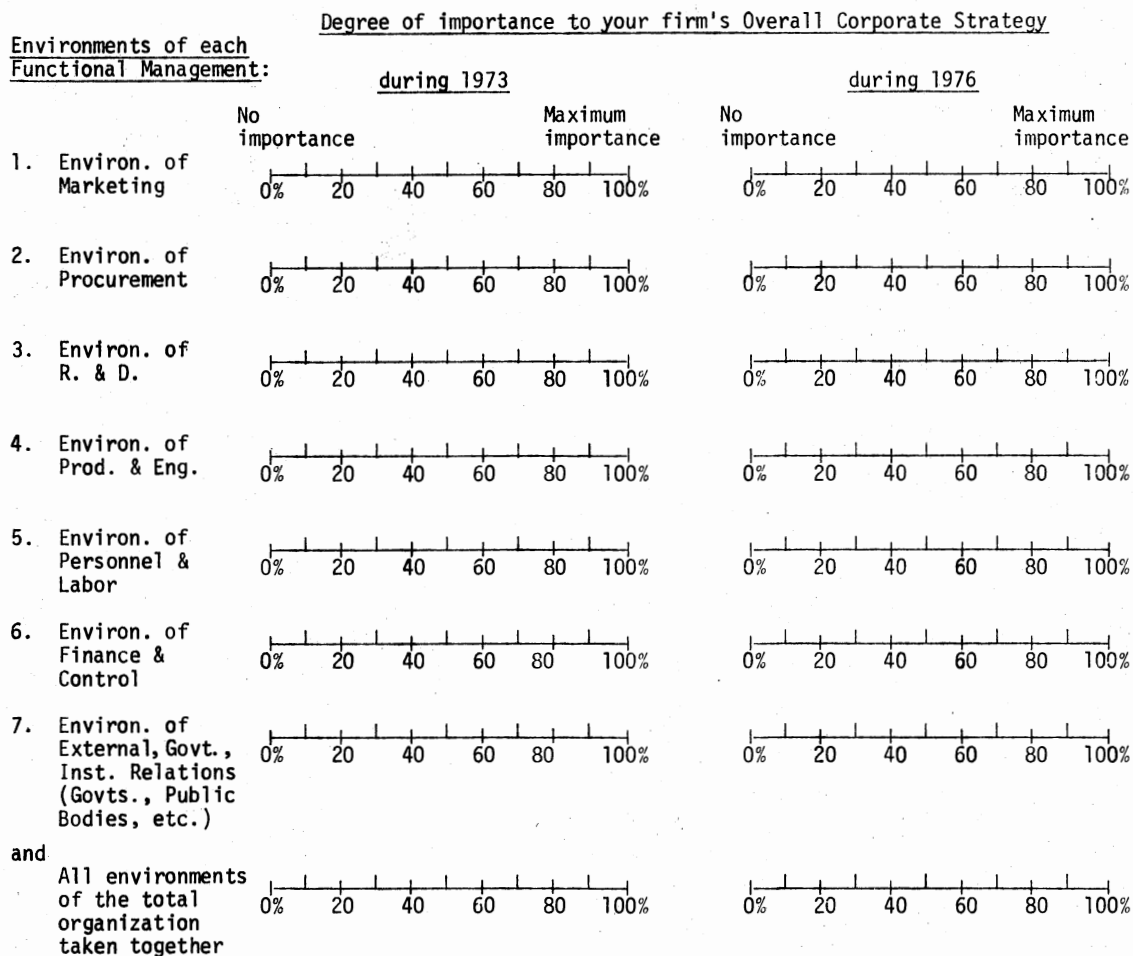 Degree of importance to your firm's Overall Corporate Strategy
Environments of each
Functional Management:
during 1973 during 1976
No Maximum No Maximum
importance importance importance importance
1. Environ. of
Marketing
0% 20 40 60 80 100% 0% 20 40 60 80 100%
2. Environ. of
Procurement
0% 20 40 60 80 100% 0% 20 40 60 80 100%
3. Environ. of
R. & D.
0% 20 40 60 80 100% 0% 20 40 60 80 100%
4. Environ. of
Prod. & Eng.
0% 20 40 60 80 100% 0% 20 40 60 80 100%
5. Environ. of
Personnel &
Labor
0% 20 40 60 80 100% 0% 20 40 60 80 100%
6. Environ. of
Finance &
Control
0% 20 40 60 80 100% 0% 20 40 60 80 100%
7. Environ. of
External, Govt.,
Inst. Relations
(Govts., Public
Bodies, etc.)
0% 20 40 60 80 100% 0% 20 40 60 80 100%
and
All environments
of the total
organization
taken together
0% 20 40 60 80 100% 0% 20 40 60 80 100%